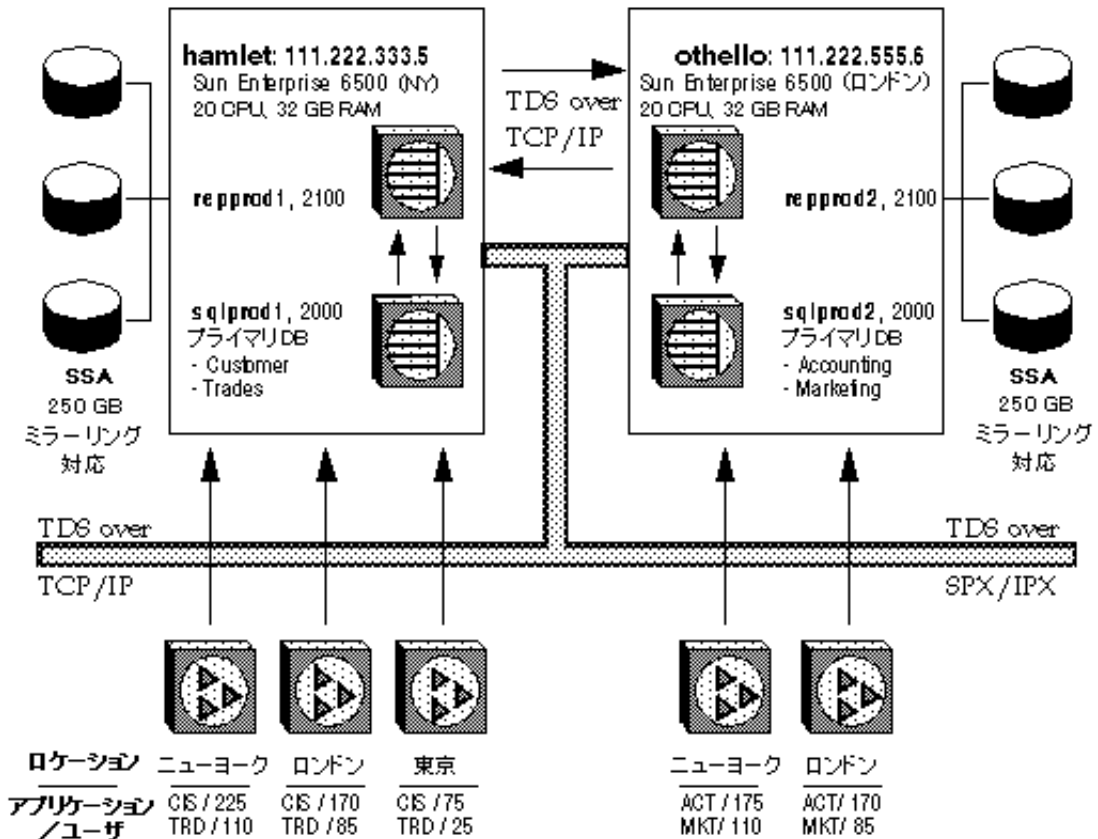 hamlet: 111.222.333.5
Sun Enterprise 6500 (NY)
20 CPU, 32 GB RAM
repprod1, 2100
sqlprod1, 2000
プライマリDB
- Customer
- Trades
TDS over
TCP/IP
othello: 111.222.555.6
Sun Enterprise 6500 (ロンドン)
20 CPU, 32 GB RAM
repprod2, 2100
sqlprod2, 2000
プライマリDB
- Accounting
- Marketing
SSA
250 GB
ミラーリング
対応
SSA
250 GB
ミラーリング
対応
TDS over
TCP/IP
TDS over
SPX/IPX
ロケーション ニューヨーク ロンドン 東京 ニューヨーク ロンドン
アプリケーション CIS / 225 CIS / 170 CIS / 75 ACT / 175 ACT/ 170
/ユーザ TRD / 110 TRD / 85 TRD / 25 MKT/ 110 MKT/ 85